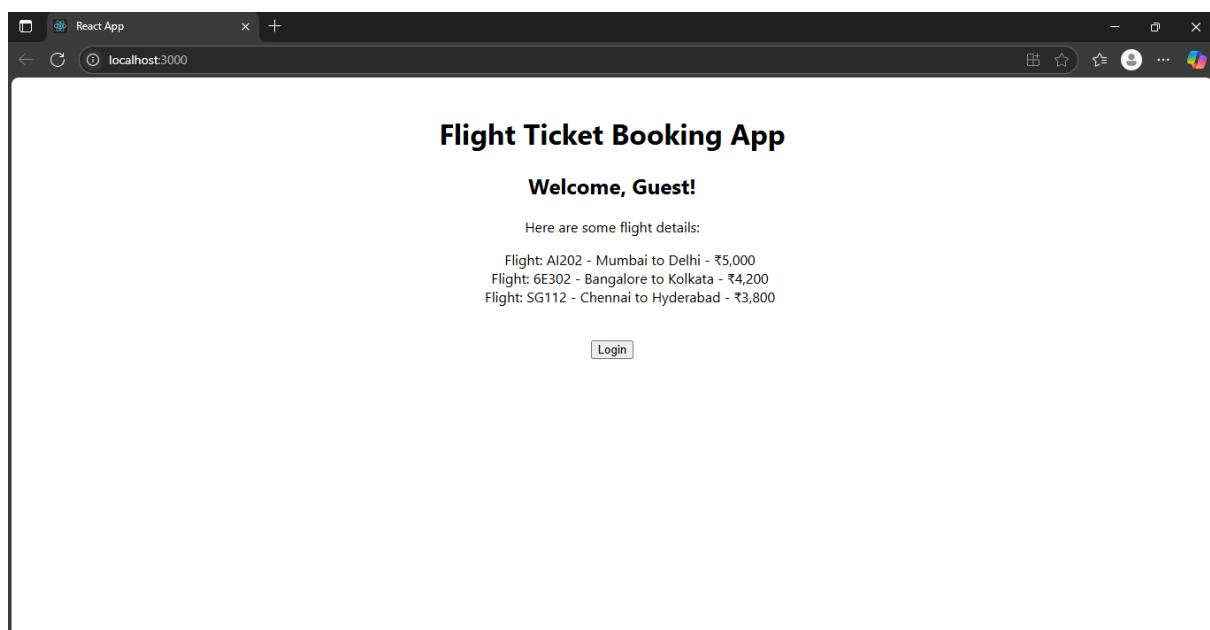 React App
localhost:3000
Flight Ticket Booking App
Welcome, Guest!
Here are some flight details:
Flight: AI202 - Mumbai to Delhi - ₹5,000
Flight: 6E302 - Bangalore to Kolkata - ₹4,200
Flight: SG112 - Chennai to Hyderabad - ₹3,800
Login